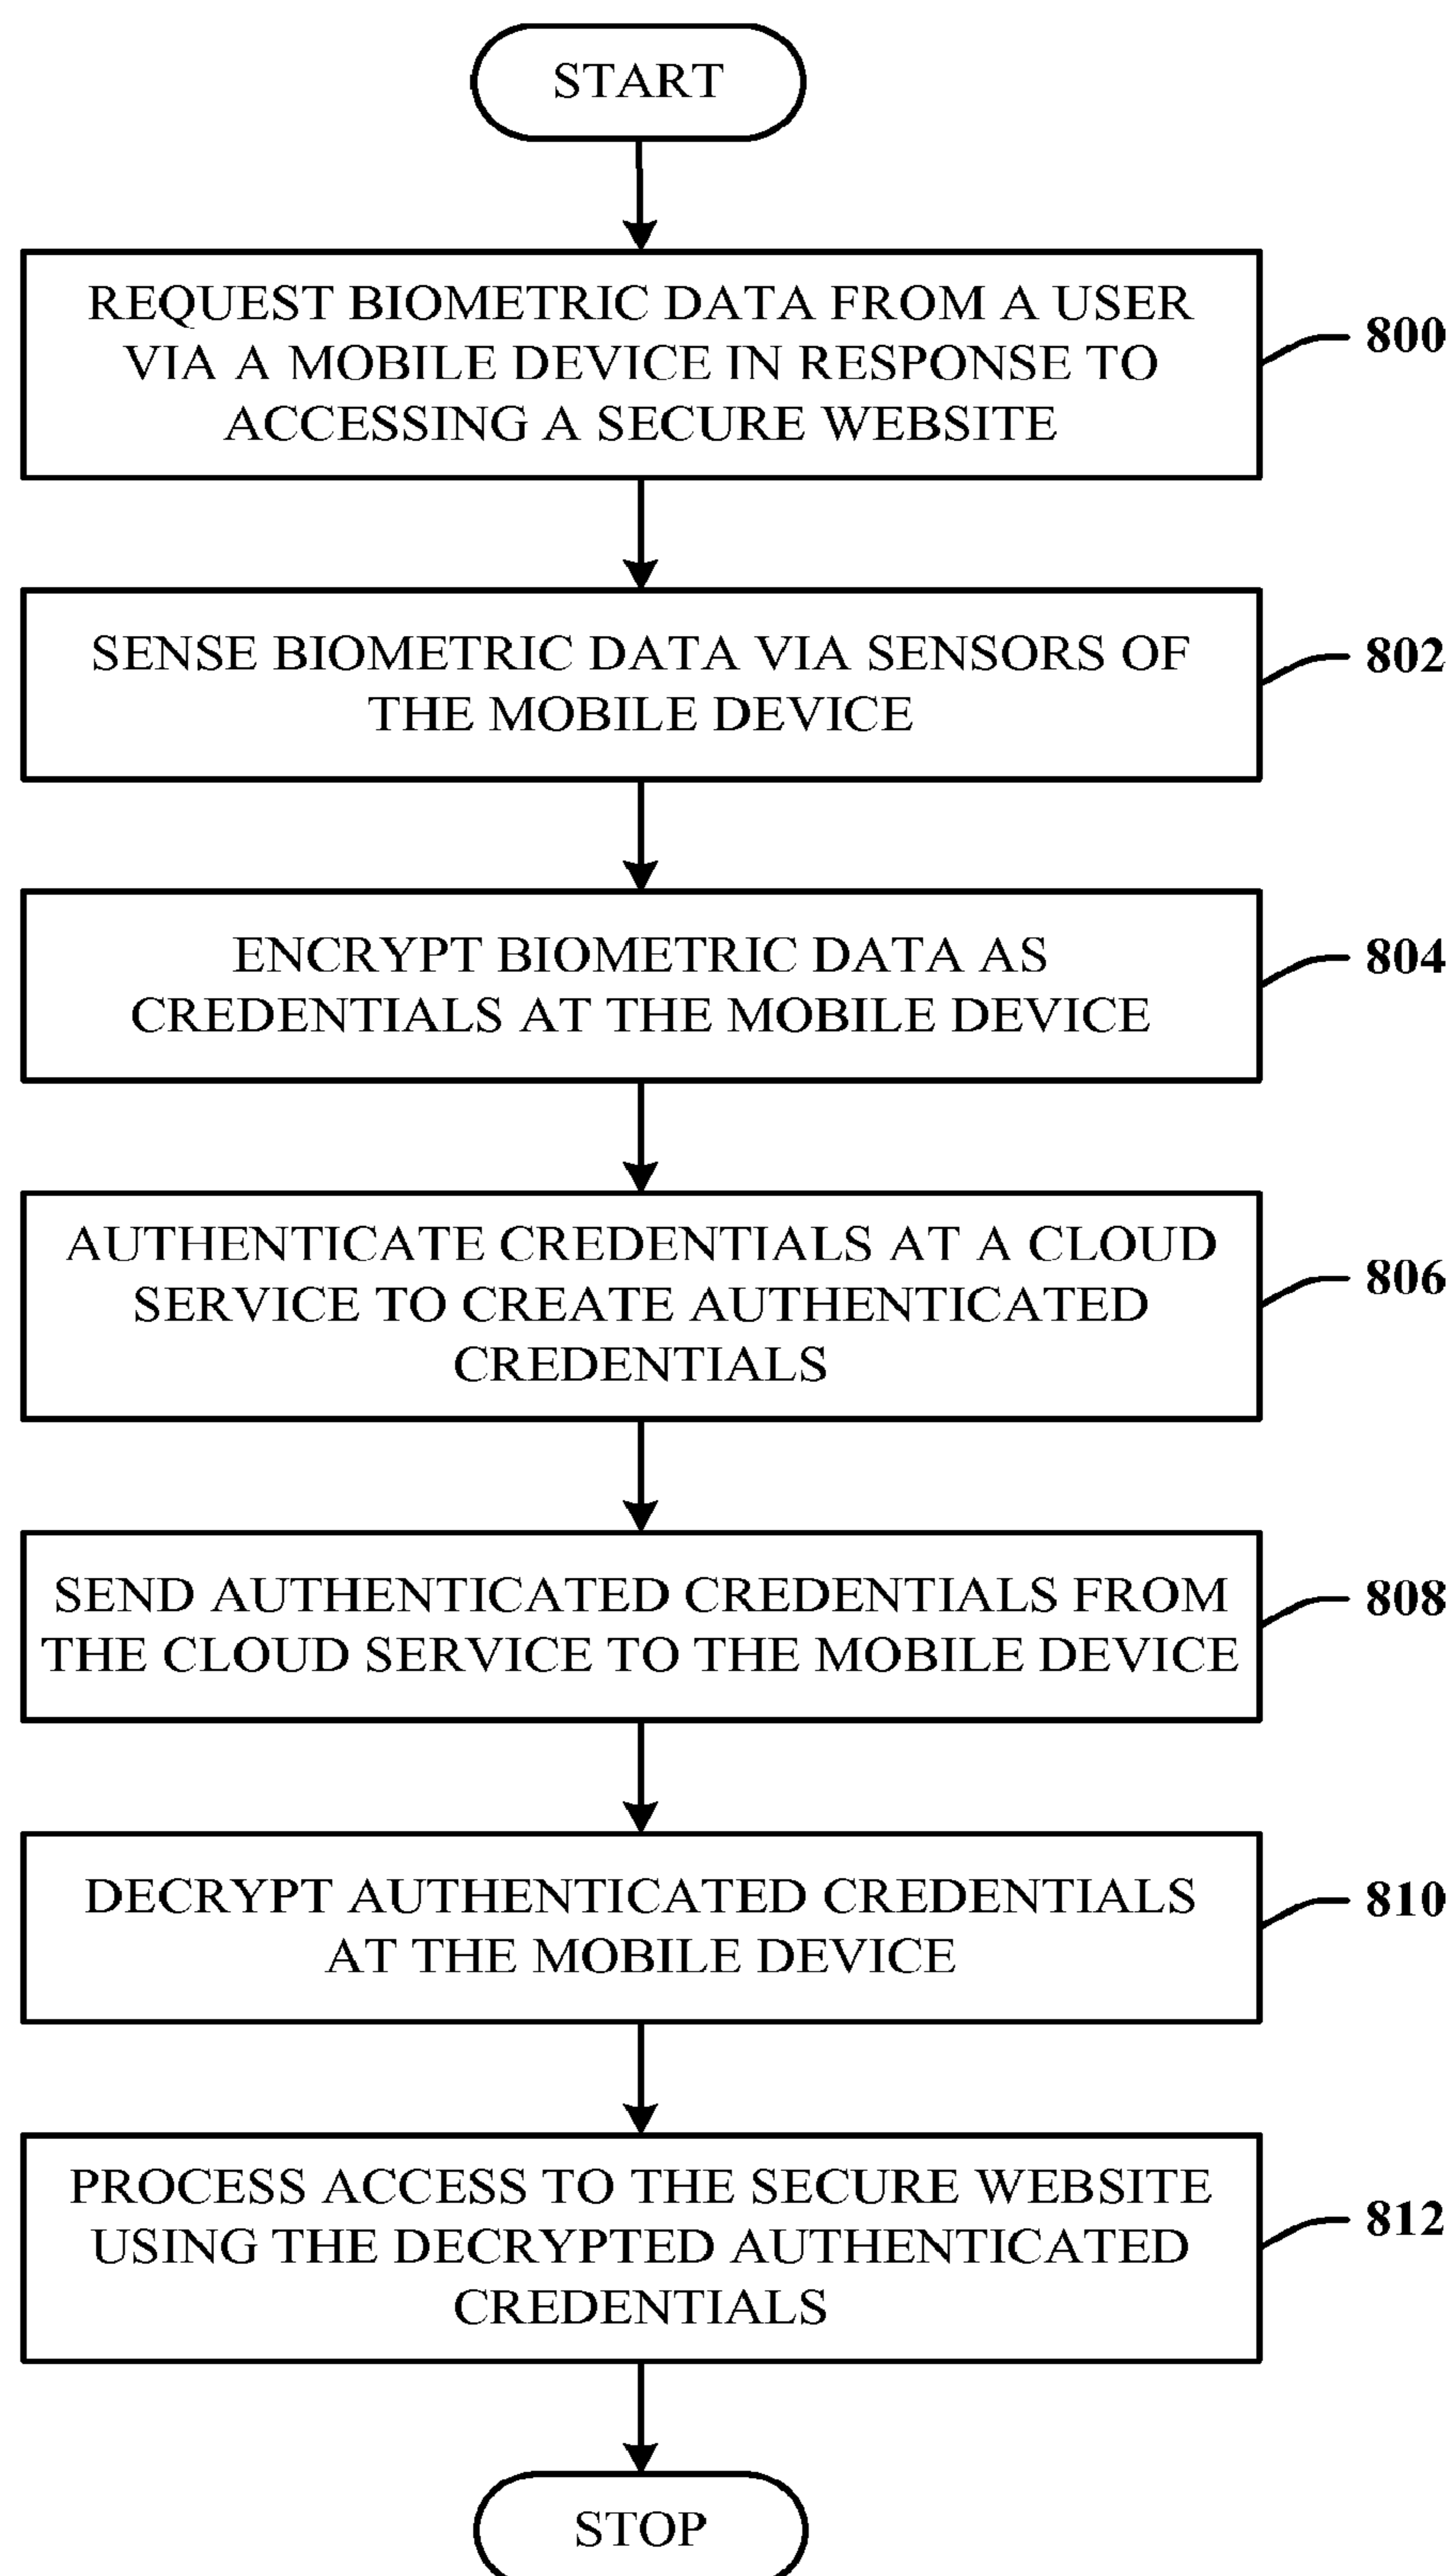 START
REQUEST BIOMETRIC DATA FROM A USER
VIA A MOBILE DEVICE IN RESPONSE TO
ACCESSING A SECURE WEBSITE
800
SENSE BIOMETRIC DATA VIA SENSORS OF
THE MOBILE DEVICE
802
ENCRYPT BIOMETRIC DATA AS
CREDENTIALS AT THE MOBILE DEVICE
804
AUTHENTICATE CREDENTIALS AT A CLOUD
SERVICE TO CREATE AUTHENTICATED
CREDENTIALS
806
SEND AUTHENTICATED CREDENTIALS FROM
THE CLOUD SERVICE TO THE MOBILE DEVICE
808
DECRYPT AUTHENTICATED CREDENTIALS
AT THE MOBILE DEVICE
810
PROCESS ACCESS TO THE SECURE WEBSITE
USING THE DECRYPTED AUTHENTICATED
CREDENTIALS
812
STOP